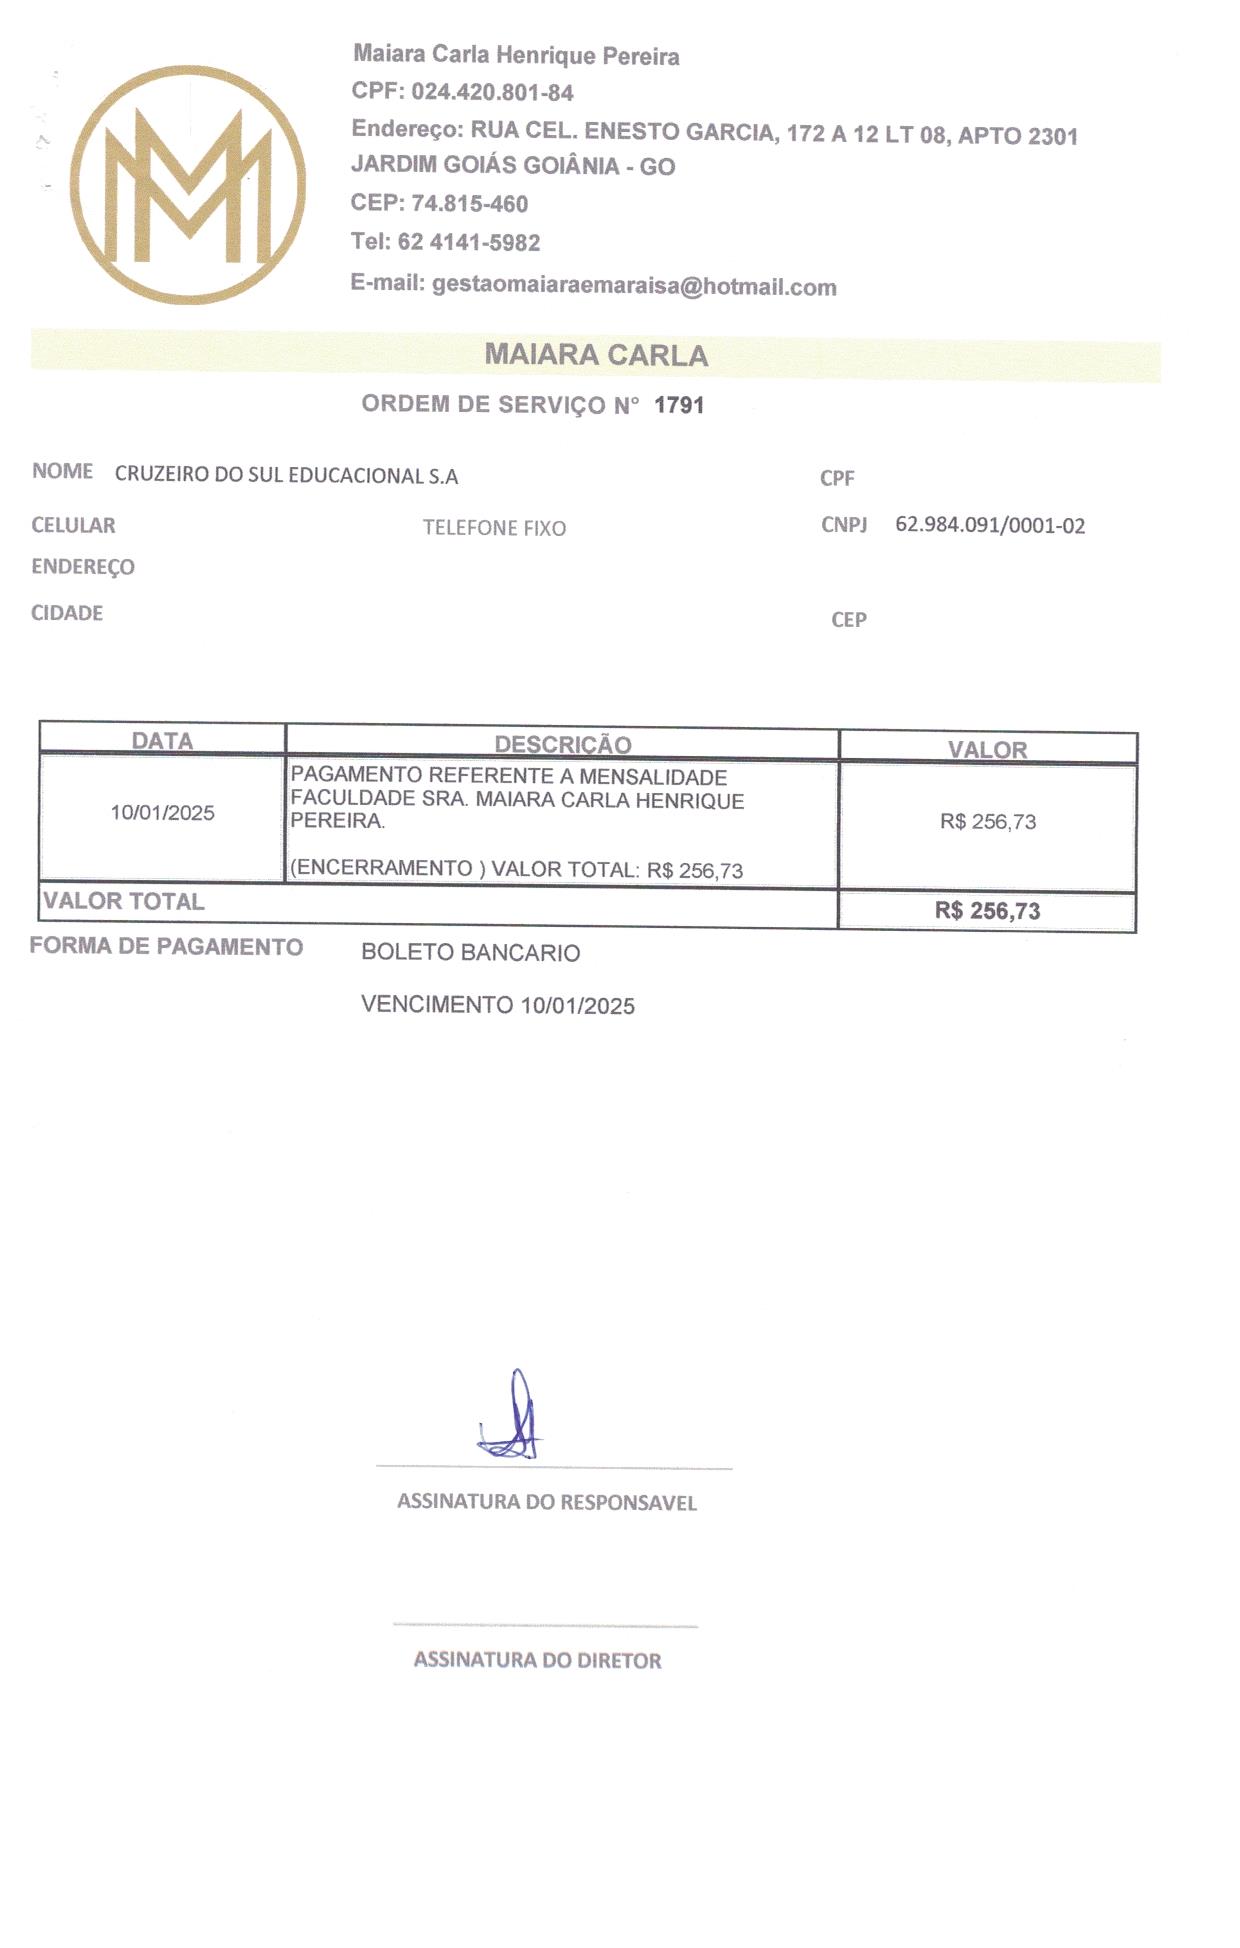 Maiara Carla Henrique Pereira
CPF: 024.420.801-84
Endereço: RUA CEL. ENESTO GARCIA, 172 A 12 LT 08, APTO 2301
JARDIM GOIÁS GOIÂNIA - GO
CEP: 74.815-460
Tel: 62 4141-5982
E-mail: gestaomaiaraemaraisa@hotmail.com
MAIARA CARLA
ORDEM DE SERVIÇO N° 1791
NOME CRUZEIRO DO SUL EDUCACIONAL S.A CPF
CELULAR TELEFONE FIXO CNPJ 62.984.091/0001-02
ENDEREÇO
CIDADE CEP
DATA DESCRIÇÃO VALOR
PAGAMENTO REFERENTE A MENSALIDADE
FACULDADE SRA. MAIARA CARLA HENRIQUE
10/01/2025 PEREIRA. R$ 256,73
(ENCERRAMENTO ) VALOR TOTAL: R$ 256,73
VALOR TOTAL R$ 256,73
FORMA DE PAGAMENTO BOLETO BANCARIO
VENCIMENTO 10/01/2025
ASSINATURA DO RESPONSAVEL
ASSINATURA DO DIRETOR